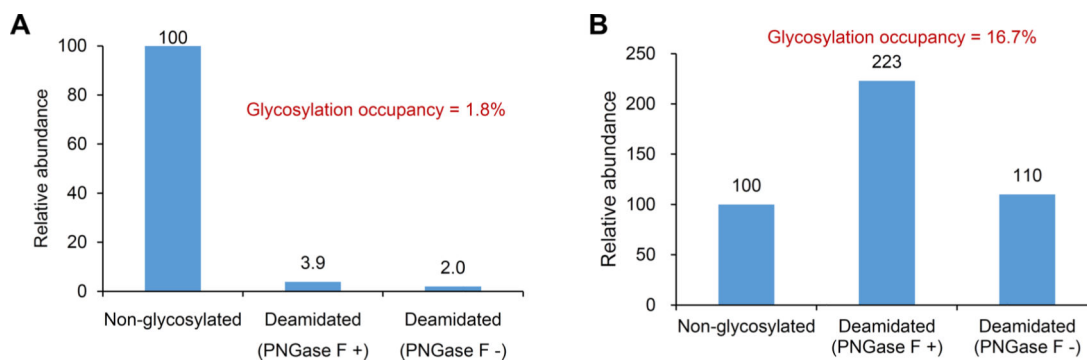 A
Relative abundance
100
80
60
40
20
0
100
3.9
2.0
Glycosylation occupancy = 1.8%
Non-glycosylated
Deamidated
(PNGase F +)
Deamidated
(PNGase F -)
B
Glycosylation occupancy = 16.7%
Relative abundance
250
200
150
100
50
0
100
223
110
Non-glycosylated
Deamidated
(PNGase F +)
Deamidated
(PNGase F -)